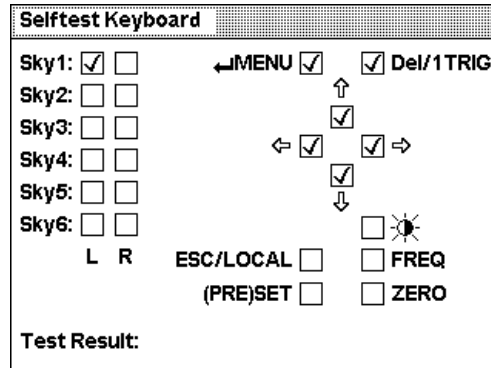 Selftest Keyboard
Sky1: MENU Del/1TRIG
Sky2:
Sky3:
Sky4:
Sky5:
Sky6:
L R ESC/LOCAL FREQ
(PRE)SET ZERO
Test Result: